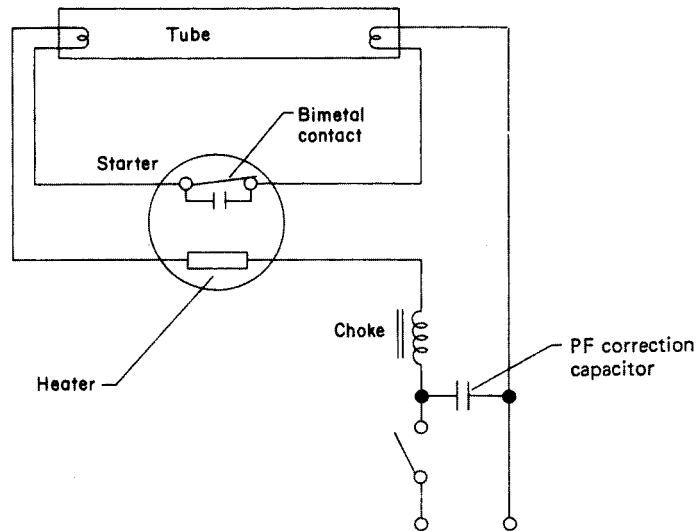 Tube
Bimetal
contact
Starter
Choke
PF correction
capacitor
Heater